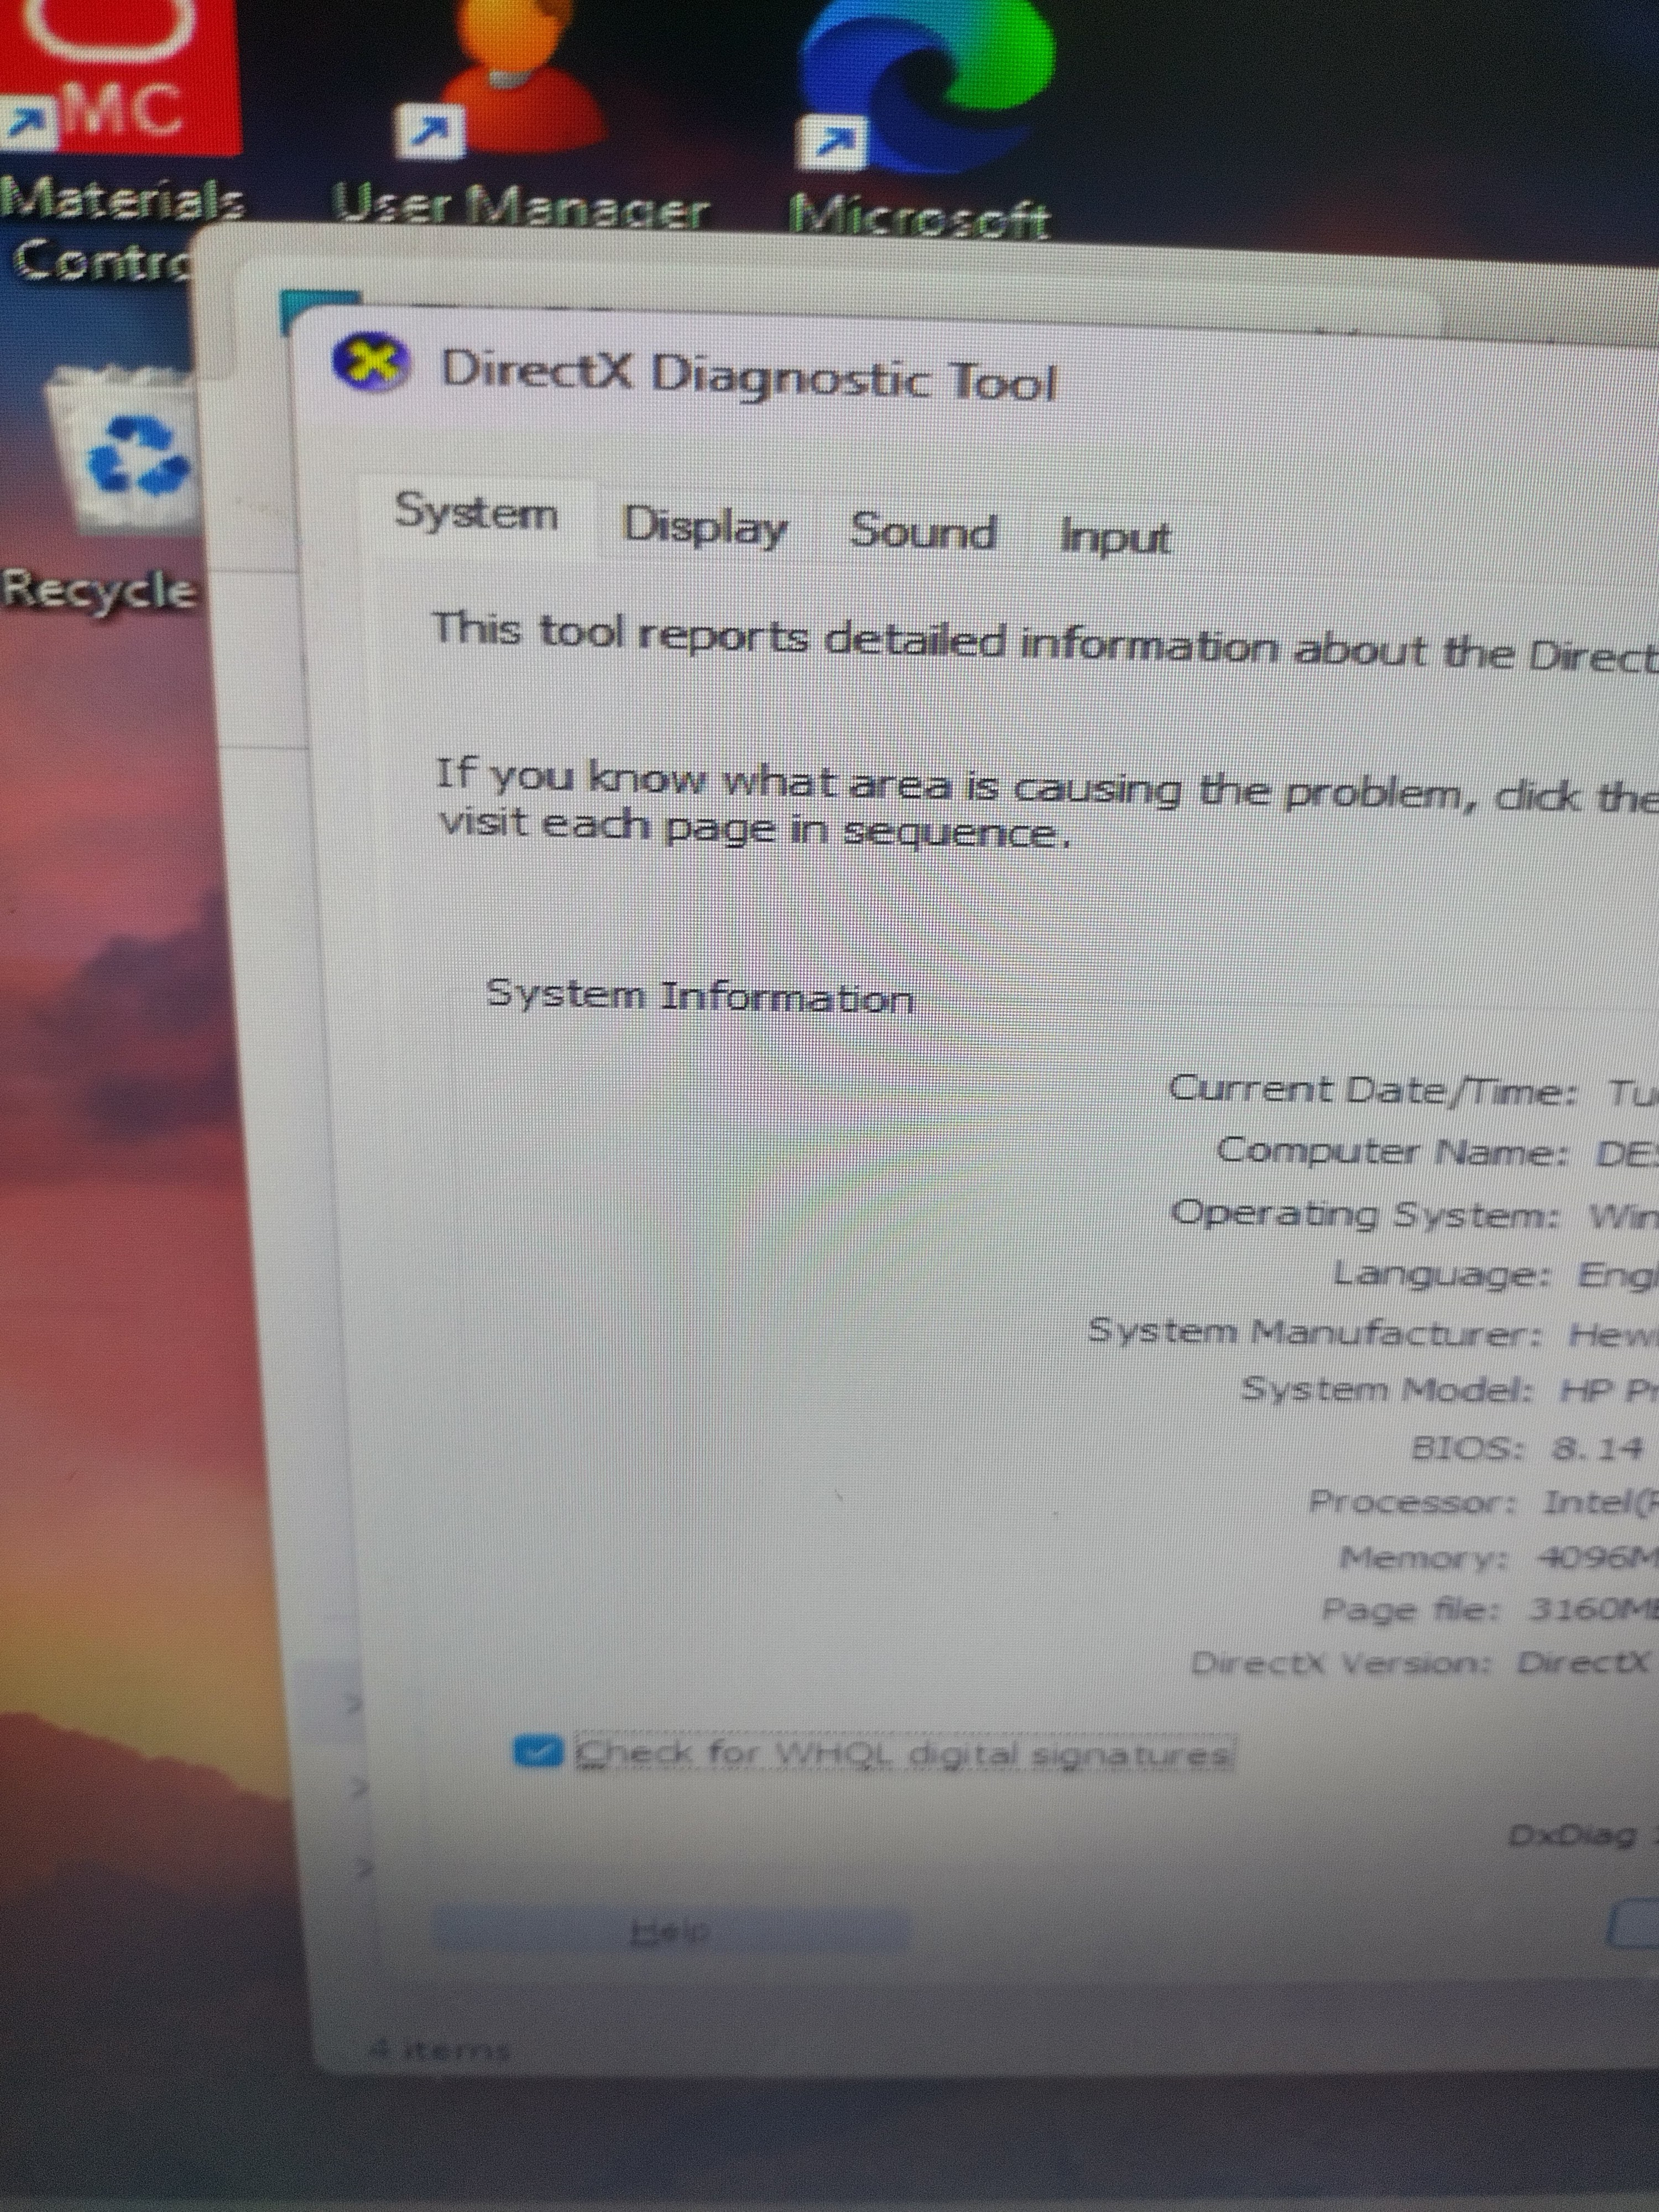 MC
Materials
Contro
User Manager
Microsoft
Recycle
DirectX Diagnostic Tool
System Display Sound Input
This tool reports detailed information about the Direct
If you know what area is causing the problem, click the
visit each page in sequence.
System Information
Current Date/Time: Tu
Computer Name: DES
Operating System: Win
Language: Engl
System Manufacturer: Hewl
System Model: HP Pr
BIOS: 8.14
Processor: Intel(R
Memory: 4096M
Page file: 3160MB
DirectX Version: DirectX
Check for WHQL digital signatures
DxDiag
Help
4 items